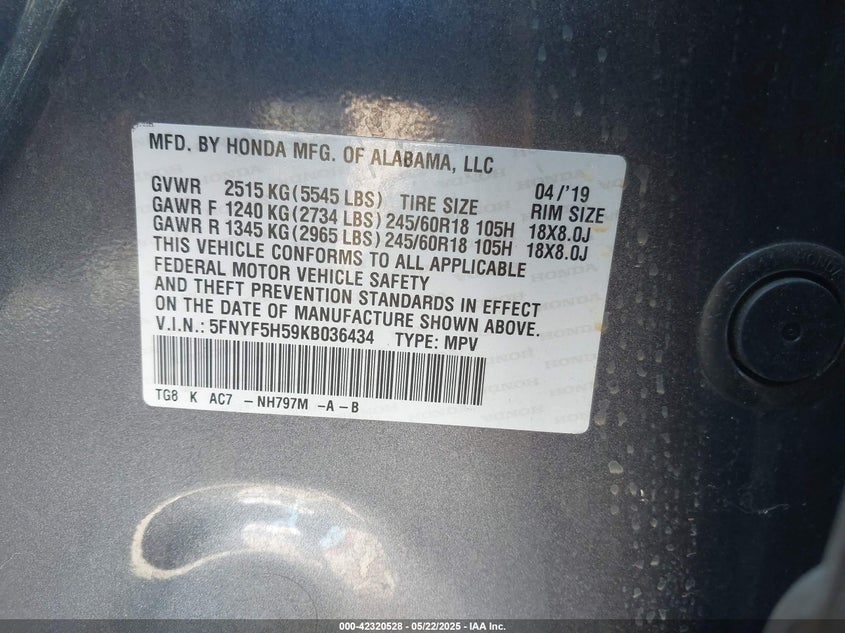 MFD. BY HONDA MFG. OF ALABAMA, LLC
GVWR 2515 KG (5545 LBS) TIRE SIZE 04/'19 RIM SIZE
GAWR F 1240 KG (2734 LBS) 245/60R18 105H 18X8.0J
GAWR R 1345 KG (2965 LBS) 245/60R18 105H 18X8.0J
THIS VEHICLE CONFORMS TO ALL APPLICABLE
FEDERAL MOTOR VEHICLE SAFETY
AND THEFT PREVENTION STANDARDS IN EFFECT
ON THE DATE OF MANUFACTURE SHOWN ABOVE.
V.I.N.: 5FNYF5H59KB036434 TYPE: MPV
TG8 K AC7 -NH797M -A-B
000-42320528 - 05/22/2025 - IAA Inc.